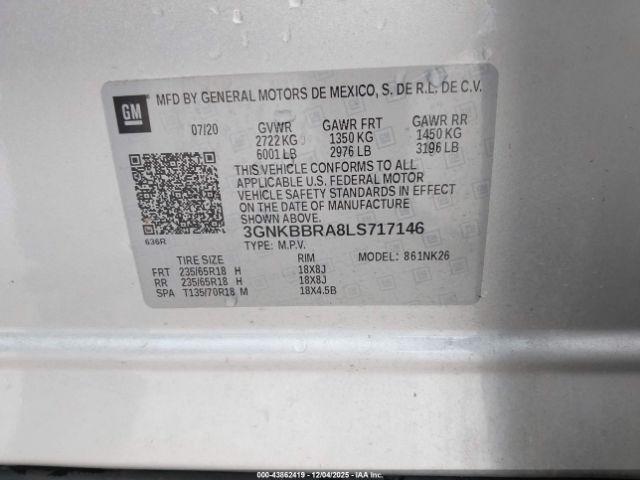 GM
MFD BY GENERAL MOTORS DE MEXICO, S. DE R.L. DE C.V.
07/20 GVWR GAWR FRT GAWR RR
2722 KG 1350 KG 1450 KG
6001 LB 2976 LB 3196 LB
THIS VEHICLE CONFORMS TO ALL
APPLICABLE U.S. FEDERAL MOTOR
VEHICLE SAFETY STANDARDS IN EFFECT
ON THE DATE OF MANUFACTURE
SHOWN ABOVE.
636R
3GNKBBRA8LS717146
TYPE: M.P.V. MODEL: 861NK26
TIRE SIZE RIM
FRT 235/65R18 H 18X8J
RR 235/65R18 H 18X8J
SPA T135/70R18 M 18X4.5B
000-43862419 - 12/04/2025 - IAA